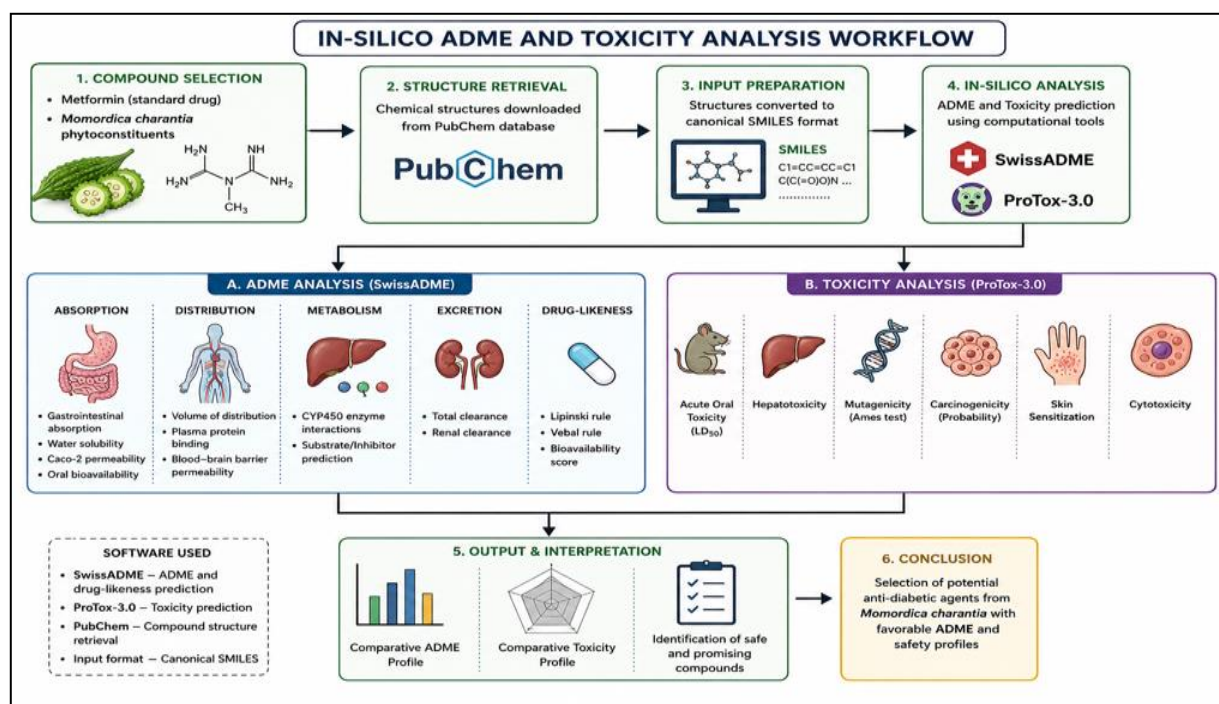 IN-SILICO ADME AND TOXICITY ANALYSIS WORKFLOW
1. COMPOUND SELECTION
• Metformin (standard drug)
• Momordica charantia
phytoconstituents
H₂N
NH
H₂N
N
NH₂
CH₃
2. STRUCTURE RETRIEVAL
Chemical structures downloaded
from PubChem database
PubChem
3. INPUT PREPARATION
Structures converted to
canonical SMILES format
SMILES
C1=CC=CC=C1
C(C(=O)O)N ...
..............
4. IN-SILICO ANALYSIS
ADME and Toxicity prediction
using computational tools
SwissADME
ProTox-3.0
A. ADME ANALYSIS (SwissADME)
ABSORPTION
• Gastrointestinal
absorption
• Water solubility
• Caco-2 permeability
• Oral bioavailability
DISTRIBUTION
• Volume of distribution
• Plasma protein
binding
• Blood–brain barrier
permeability
METABOLISM
• CYP450 enzyme
interactions
• Substrate/Inhibitor
prediction
EXCRETION
• Total clearance
• Renal clearance
DRUG-LIKENESS
• Lipinski rule
• Vebal rule
• Bioavailability
score
B. TOXICITY ANALYSIS (ProTox-3.0)
Acute Oral
Toxicity
(LD₅₀)
Hepatotoxicity
Mutagenicity
(Ames test)
Carcinogenicity
(Probability)
Skin
Sensitization
Cytotoxicity
SOFTWARE USED
• SwissADME – ADME and
drug-likeness prediction
• ProTox-3.0 – Toxicity prediction
• PubChem – Compound structure
retrieval
• Input format – Canonical SMILES
5. OUTPUT & INTERPRETATION
Comparative ADME
Profile
Comparative Toxicity
Profile
Identification of safe
and promising
compounds
6. CONCLUSION
Selection of potential
anti-diabetic agents from
Momordica charantia with
favorable ADME and
safety profiles